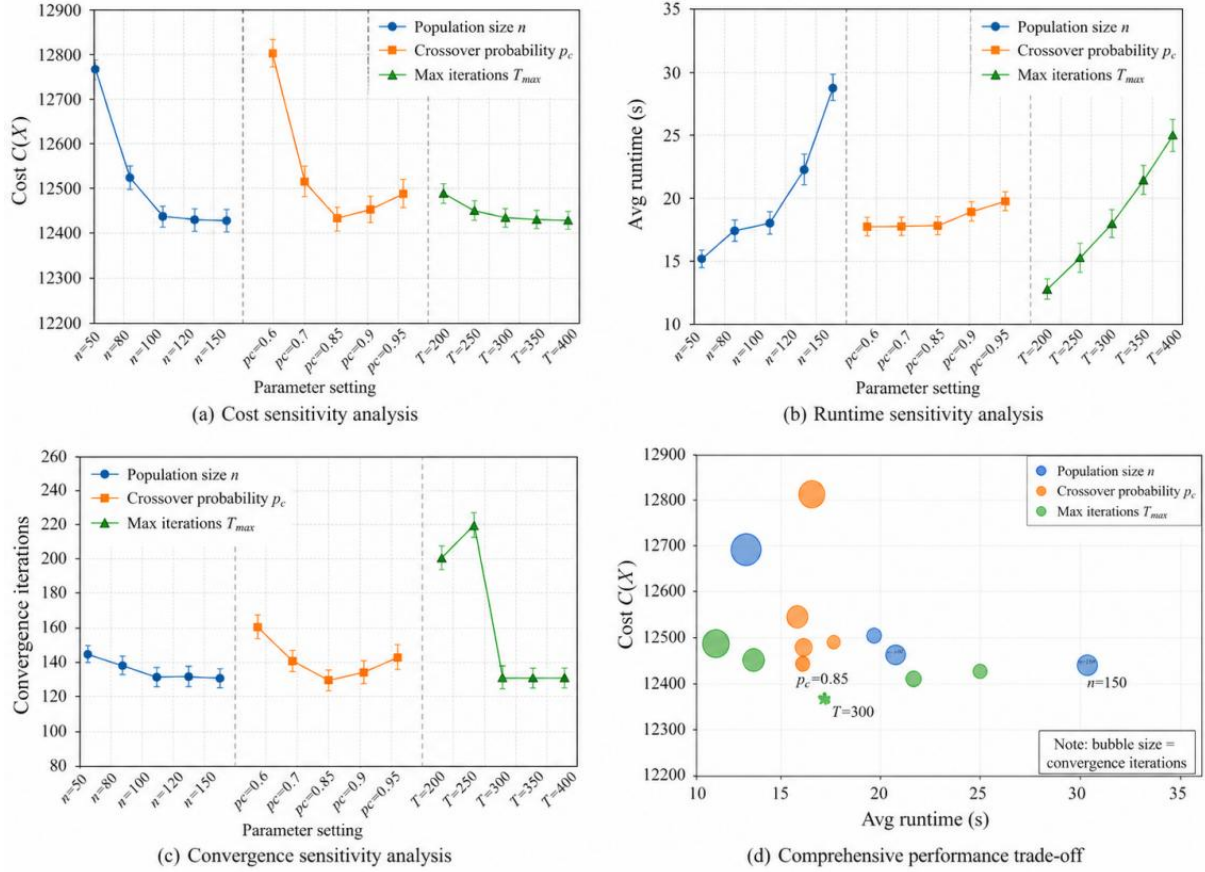 12900
12800
12700
12600
12500
12400
12300
12200
Cost C(X)
Population size n
Crossover probability p_c
Max iterations T_max
n=50
n=80
n=100
n=120
n=150
pc=0.6
pc=0.7
pc=0.85
pc=0.9
pc=0.95
T=200
T=250
T=300
T=350
T=400
Parameter setting
(a) Cost sensitivity analysis
35
30
25
20
15
10
Avg runtime (s)
Population size n
Crossover probability p_c
Max iterations T_max
n=50
n=80
n=100
n=120
n=150
pc=0.6
pc=0.7
pc=0.85
pc=0.9
pc=0.95
T=200
T=250
T=300
T=350
T=400
Parameter setting
(b) Runtime sensitivity analysis
260
240
220
200
180
160
140
120
100
80
Convergence iterations
Population size n
Crossover probability p_c
Max iterations T_max
n=50
n=80
n=100
n=120
n=150
pc=0.6
pc=0.7
pc=0.85
pc=0.9
pc=0.95
T=200
T=250
T=300
T=350
T=400
Parameter setting
(c) Convergence sensitivity analysis
12900
12800
12700
12600
12500
12400
12300
12200
Cost C(X)
Population size n
Crossover probability p_c
Max iterations T_max
p_c=0.85
T=300
n=150
Note: bubble size =
convergence iterations
10
15
20
25
30
35
Avg runtime (s)
(d) Comprehensive performance trade-off